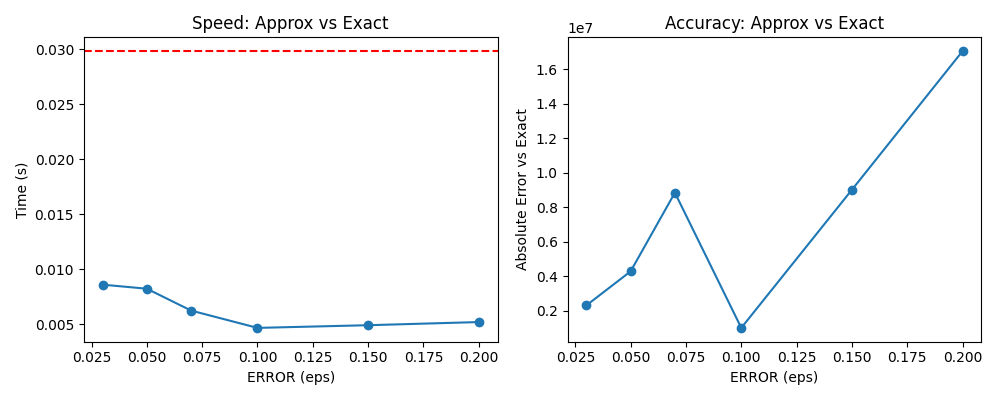 Speed: Approx vs Exact
Time (s)
0.030
0.025
0.020
0.015
0.010
0.005
0.025 0.050 0.075 0.100 0.125 0.150 0.175 0.200
ERROR (eps)
Accuracy: Approx vs Exact
1e7
Absolute Error vs Exact
1.6
1.4
1.2
1.0
0.8
0.6
0.4
0.2
0.025 0.050 0.075 0.100 0.125 0.150 0.175 0.200
ERROR (eps)